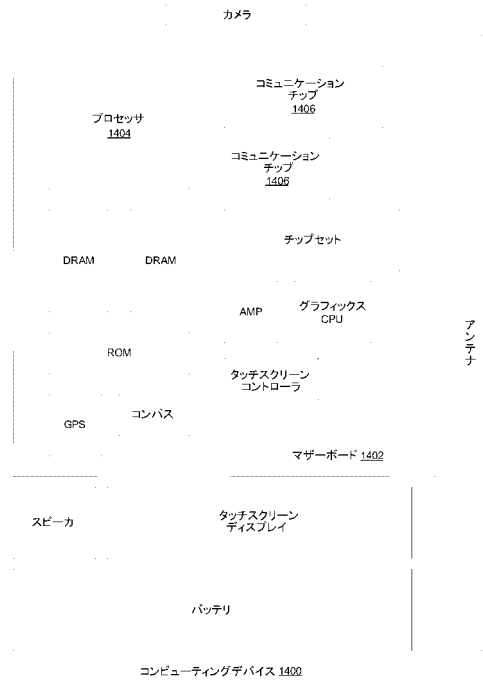 カメラ
コミュニケーション
チップ
1406
プロセッサ
1404
コミュニケーション
チップ
1406
チップセット
DRAM
DRAM
AMP
グラフィックス
CPU
アンテナ
ROM
タッチスクリーン
コントローラ
コンパス
GPS
マザーボード 1402
スピーカ
タッチスクリーン
ディスプレイ
バッテリ
コンピューティングデバイス 1400